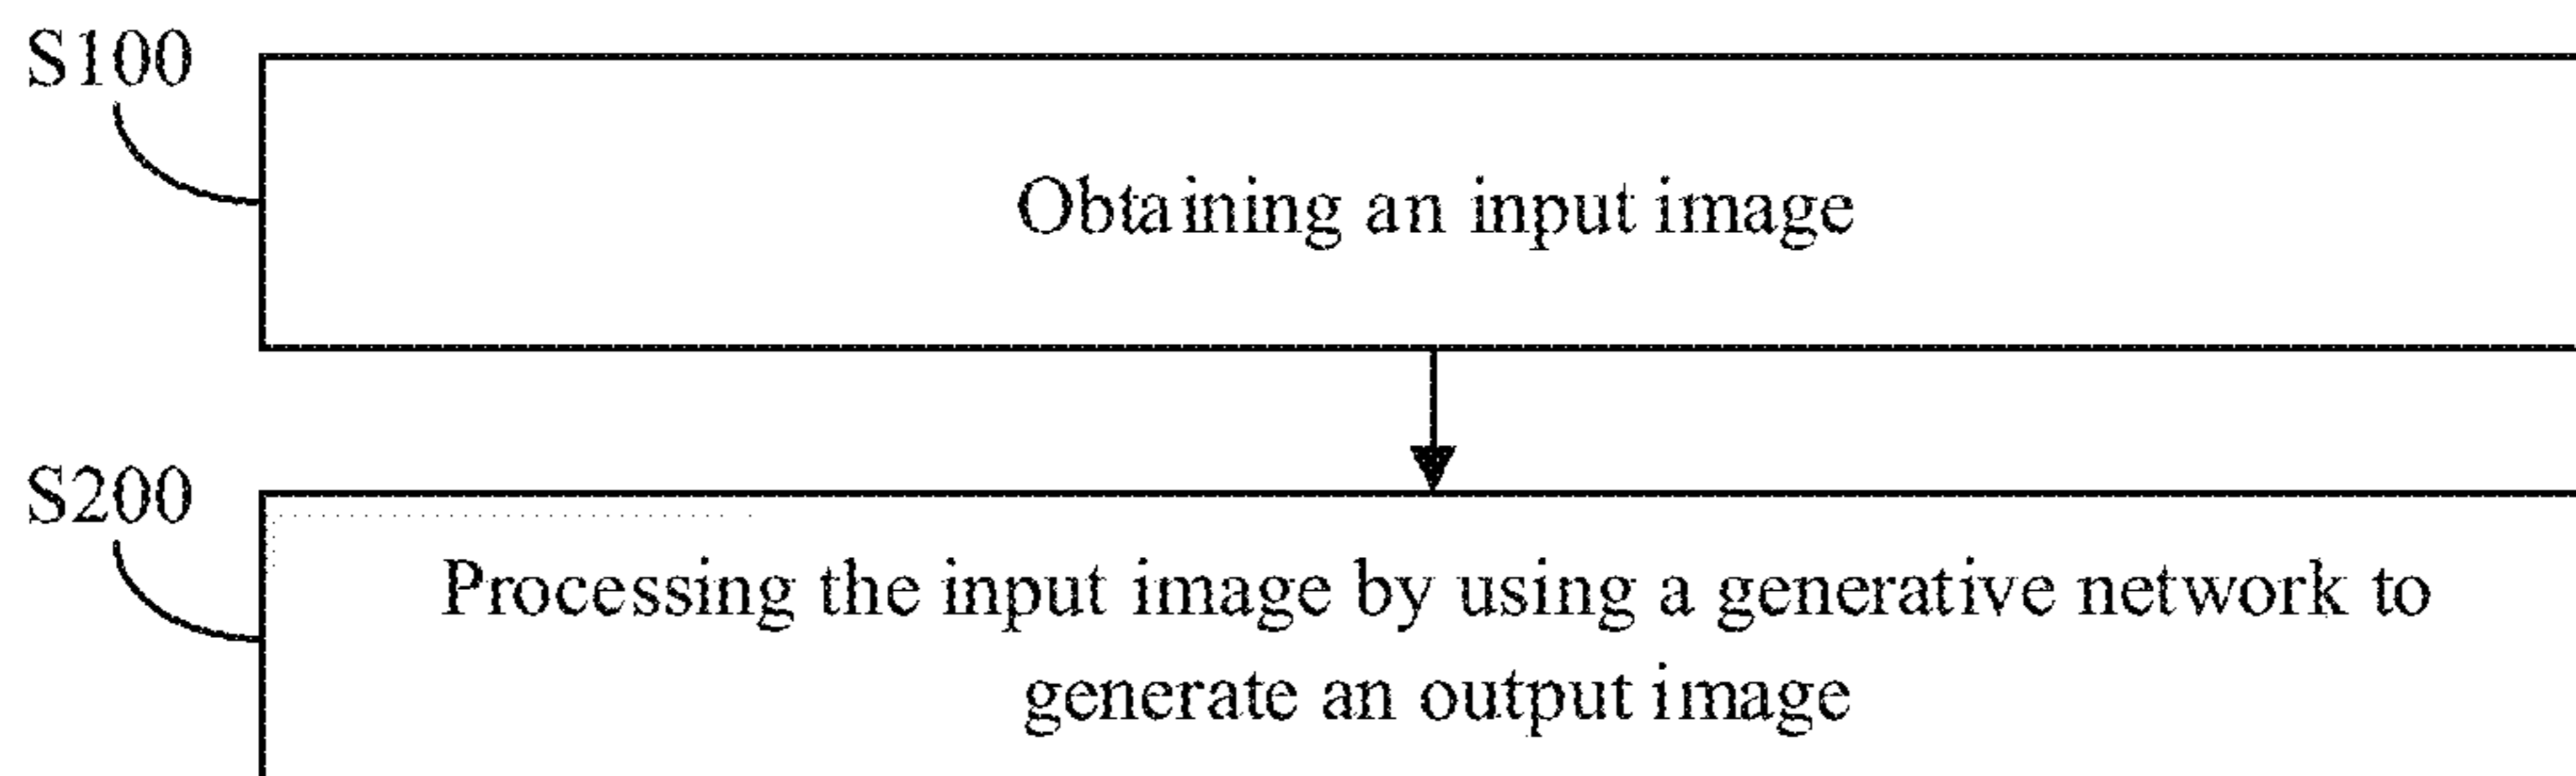 S100
Obtaining an input image
S200
Processing the input image by using a generative network to
generate an output image